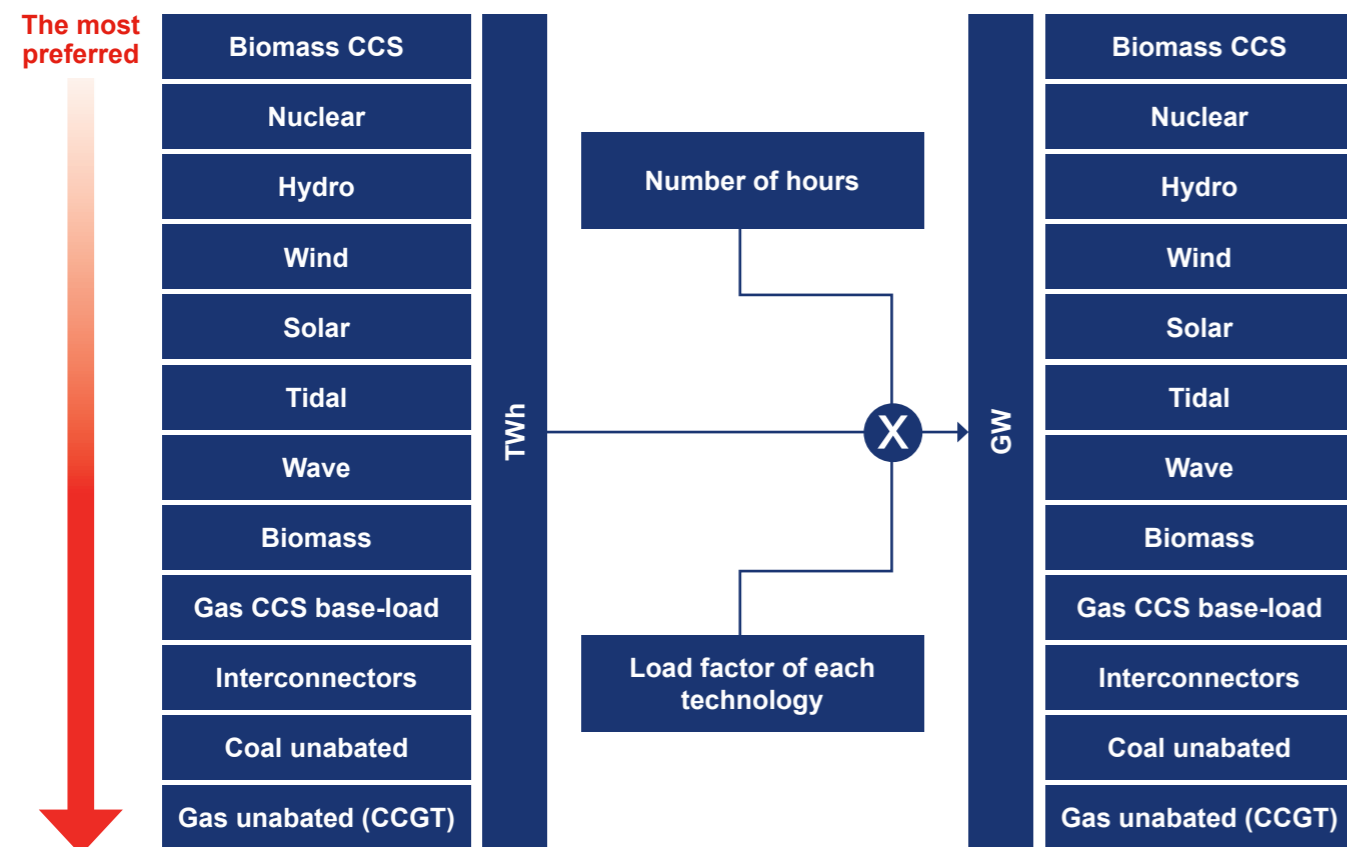 The most
preferred
Biomass CCS
Nuclear
Hydro
Wind
Solar
Tidal
Wave
Biomass
Gas CCS base-load
Interconnectors
Coal unabated
Gas unabated (CCGT)
TWh
Number of hours
X
Load factor of each
technology
GW
Biomass CCS
Nuclear
Hydro
Wind
Solar
Tidal
Wave
Biomass
Gas CCS base-load
Interconnectors
Coal unabated
Gas unabated (CCGT)